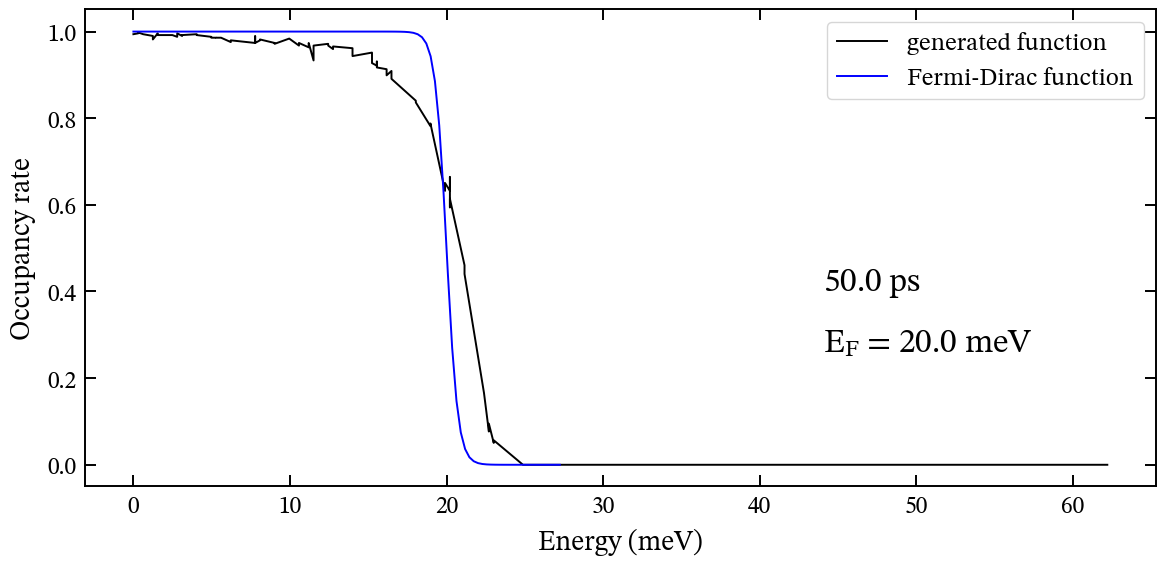 generated function
Fermi-Dirac function
1.0
0.8
0.6
0.4
0.2
0.0
Occupancy rate
50.0 ps
E_F = 20.0 meV
0 10 20 30 40 50 60
Energy (meV)